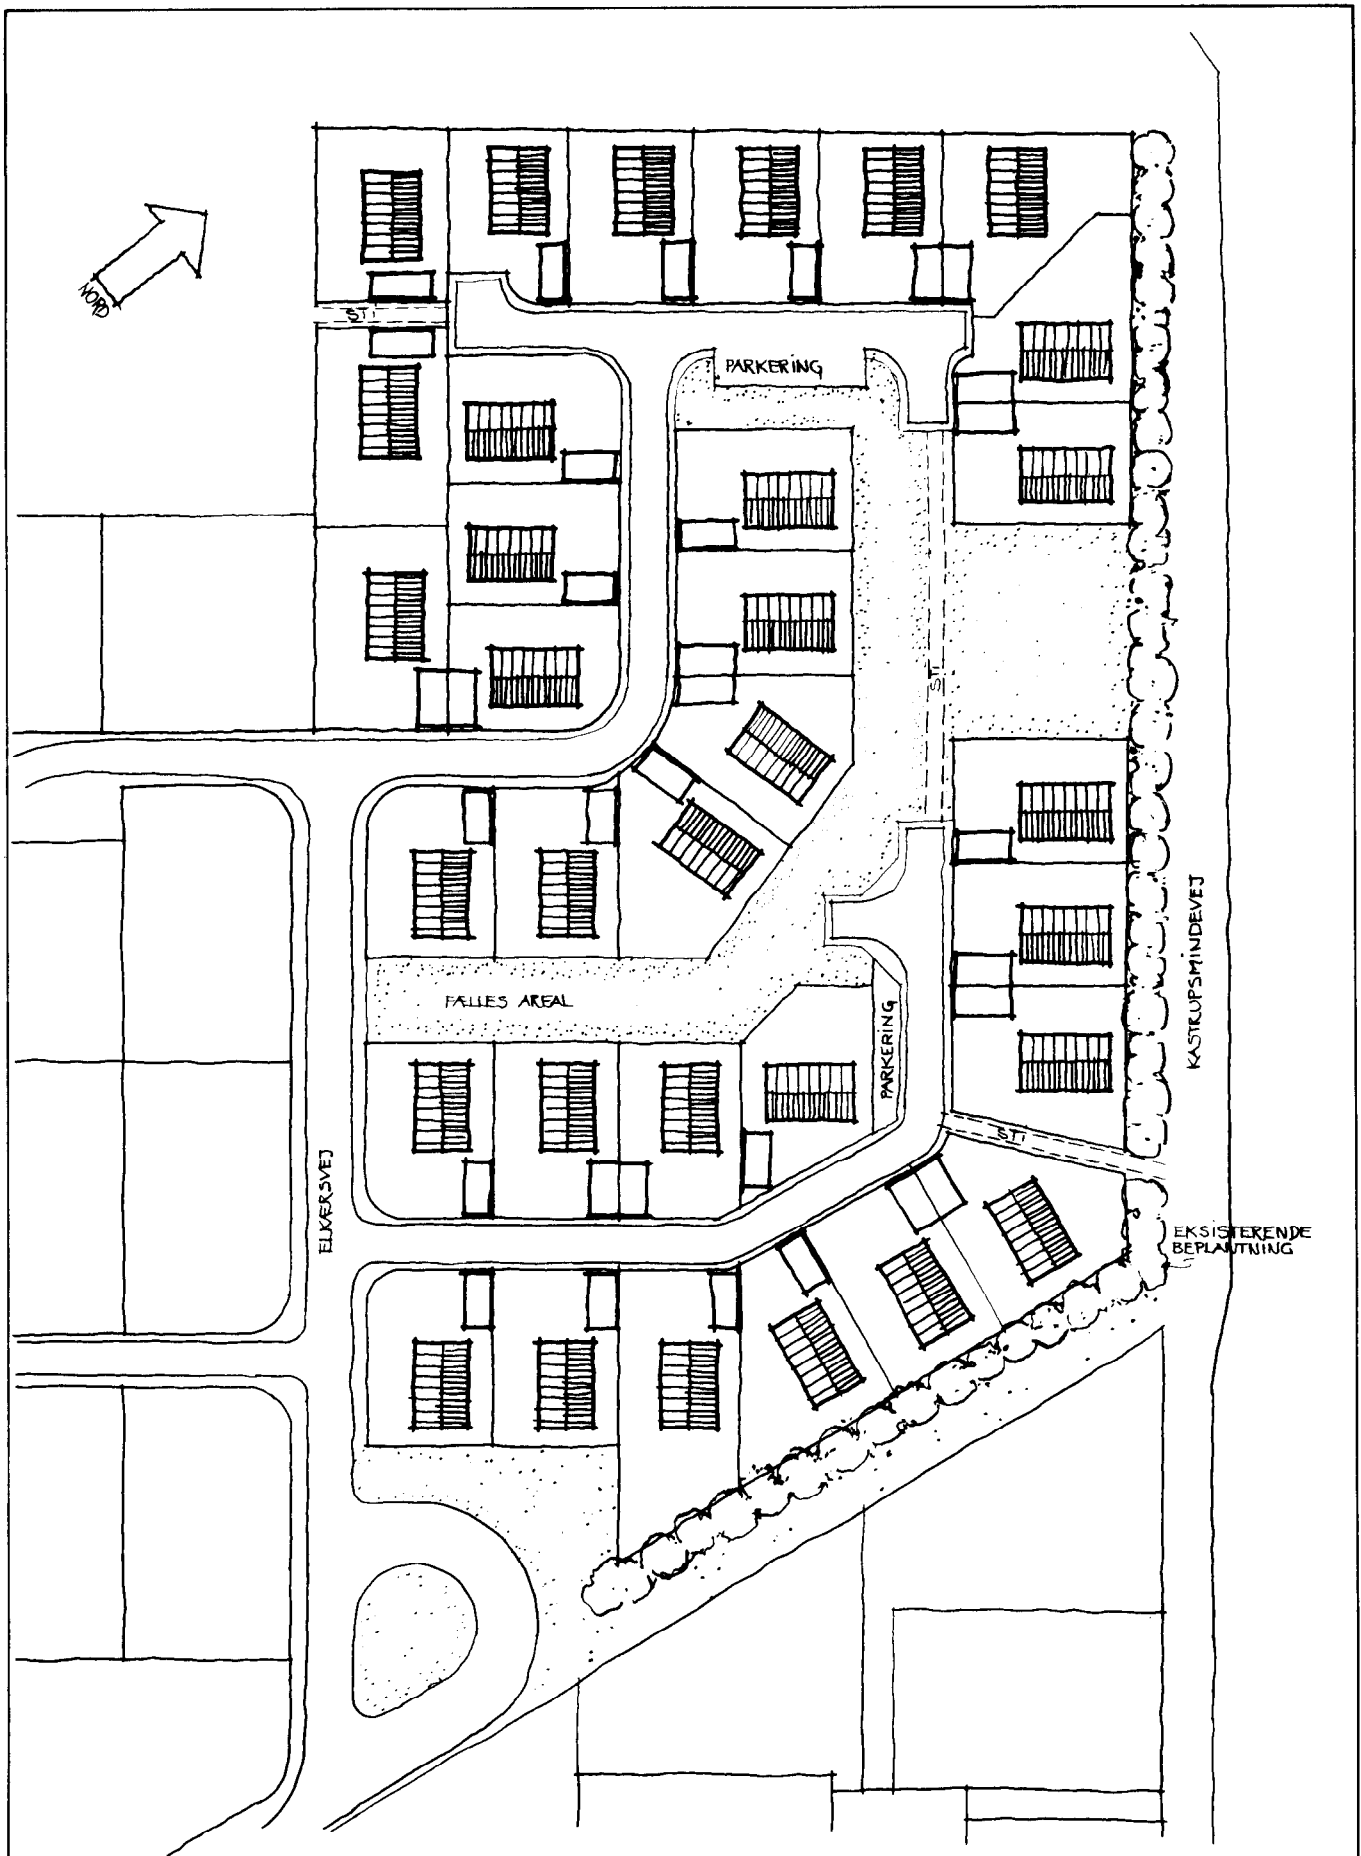 NORD
STI
PARKERING
STI
KASTRUPSMINDEVEJ
FÆLLES AREAL
PARKERING
STI
ELKÆRSVEJ
EKSISTERENDE
BEPLANTNING